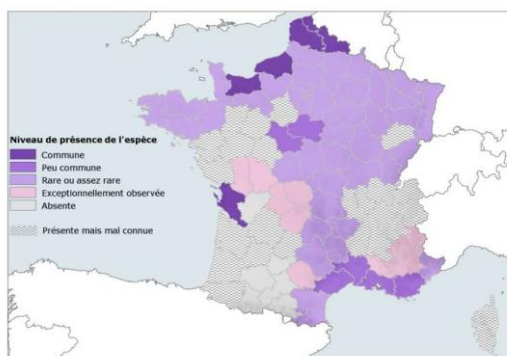 Niveau de présence de l'espèce
Commune
Peu commune
Rare ou assez rare
Exceptionnellement observée
Absente
Présente mais mal connue